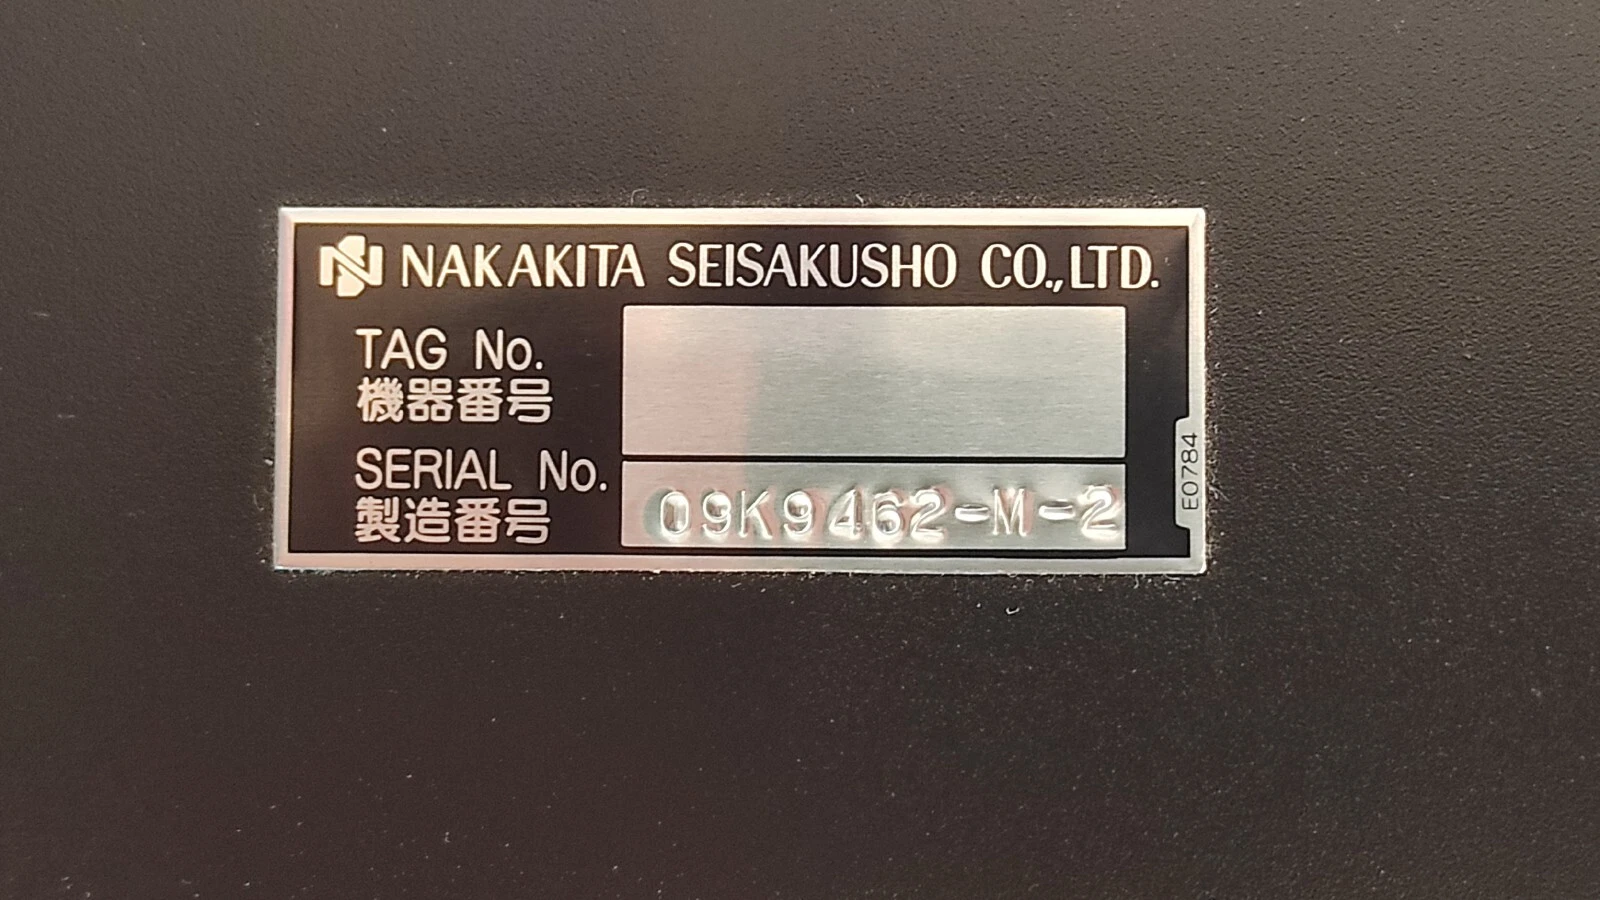 NAKAKITA SEISAKUSHO CO.,LTD.
TAG No.
機器番号
SERIAL No.
製造番号
09K9462-M-2
E0784